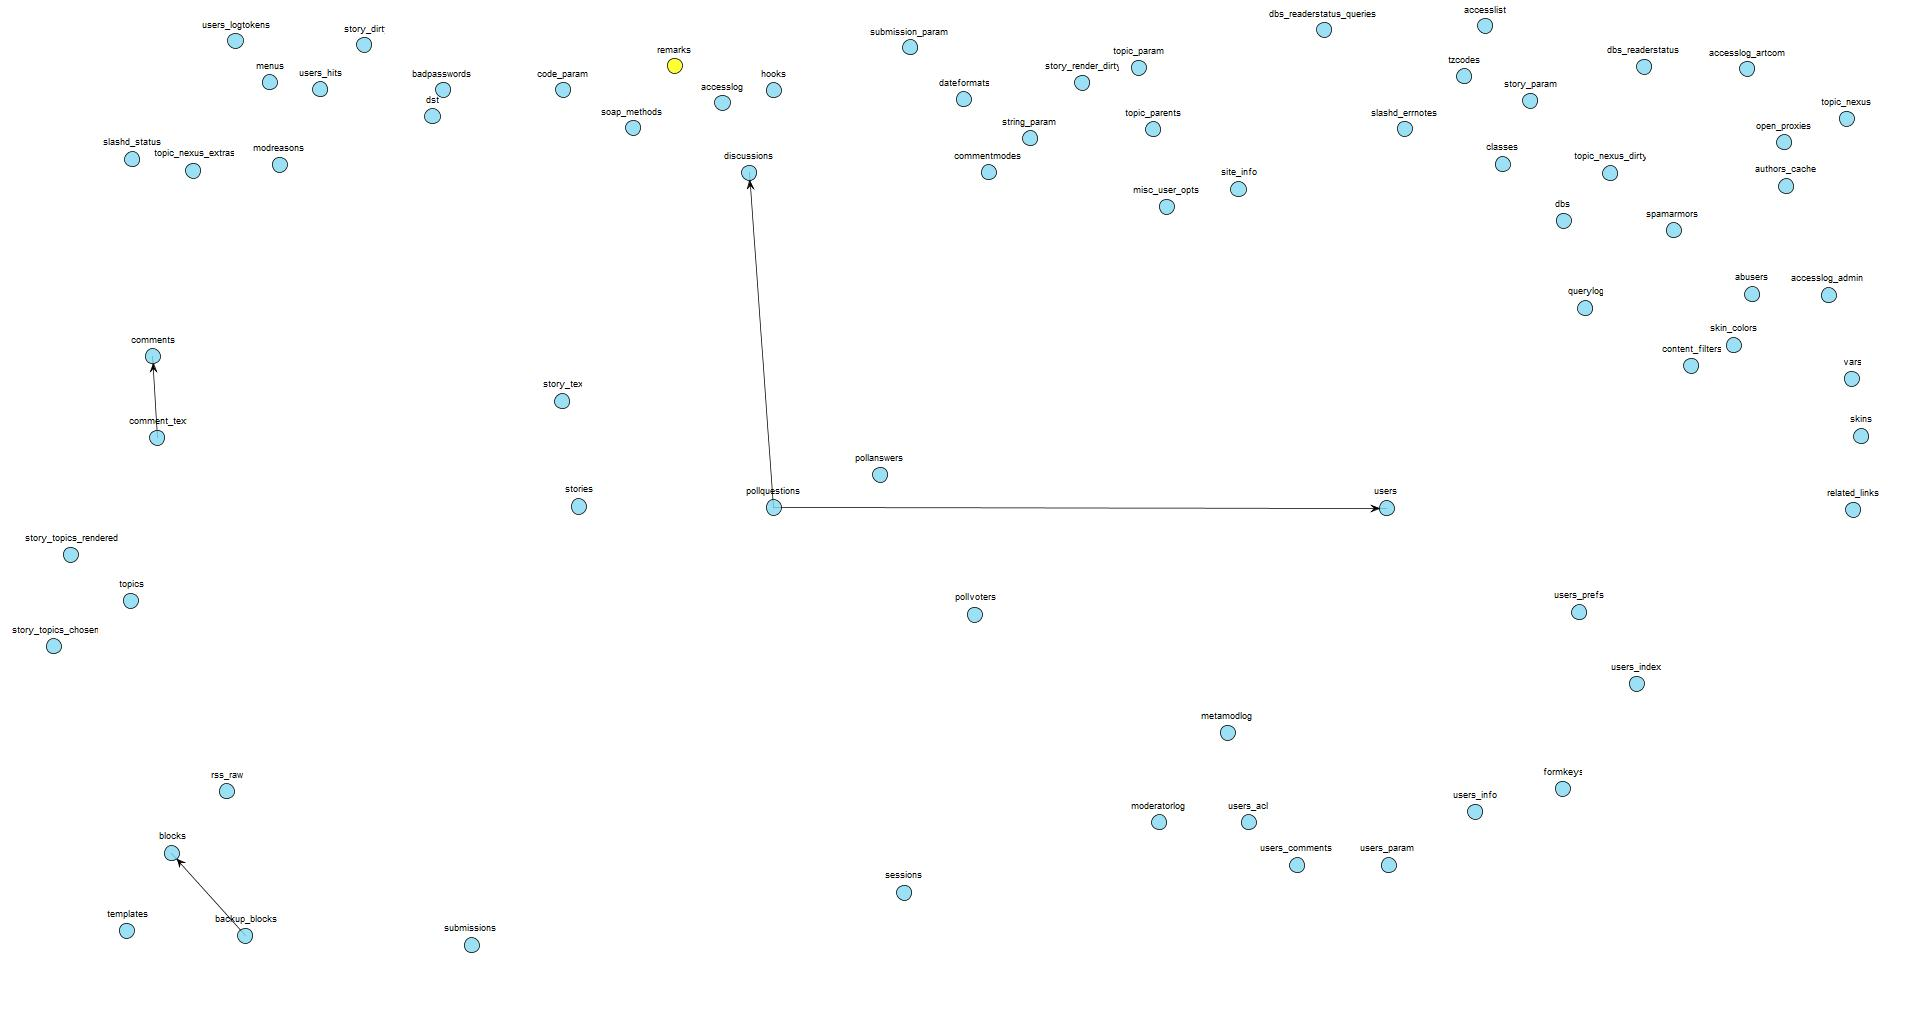 accesslist
dbs_readerstatus_queries
users_logtokens
story_dirt
submission_param
remarks
topic_param
dbs_readerstatus
accesslog_artcom
tzcodes
menus
story_render_dirty
users_hits
badpasswords
code_param
hooks
dateformats
story_param
accesslog
dst
topic_nexus
soap_methods
topic_parents
slashd_errnotes
string_param
open_proxies
slashd_status
modreasons
classes
topic_nexus_extras
discussions
commentmodes
topic_nexus_dirty
authors_cache
site_info
misc_user_opts
dbs
spamarmors
abusers
accesslog_admin
querylog
skin_colors
comments
content_filters
vars
story_tex
comment_tex
skins
pollanswers
stories
pollquestions
users
related_links
story_topics_rendered
topics
pollvoters
users_prefs
story_topics_chosen
users_index
metamodlog
rss_raw
formkeys
users_info
moderatorlog
users_acl
blocks
users_comments
users_param
sessions
templates
backup_blocks
submissions